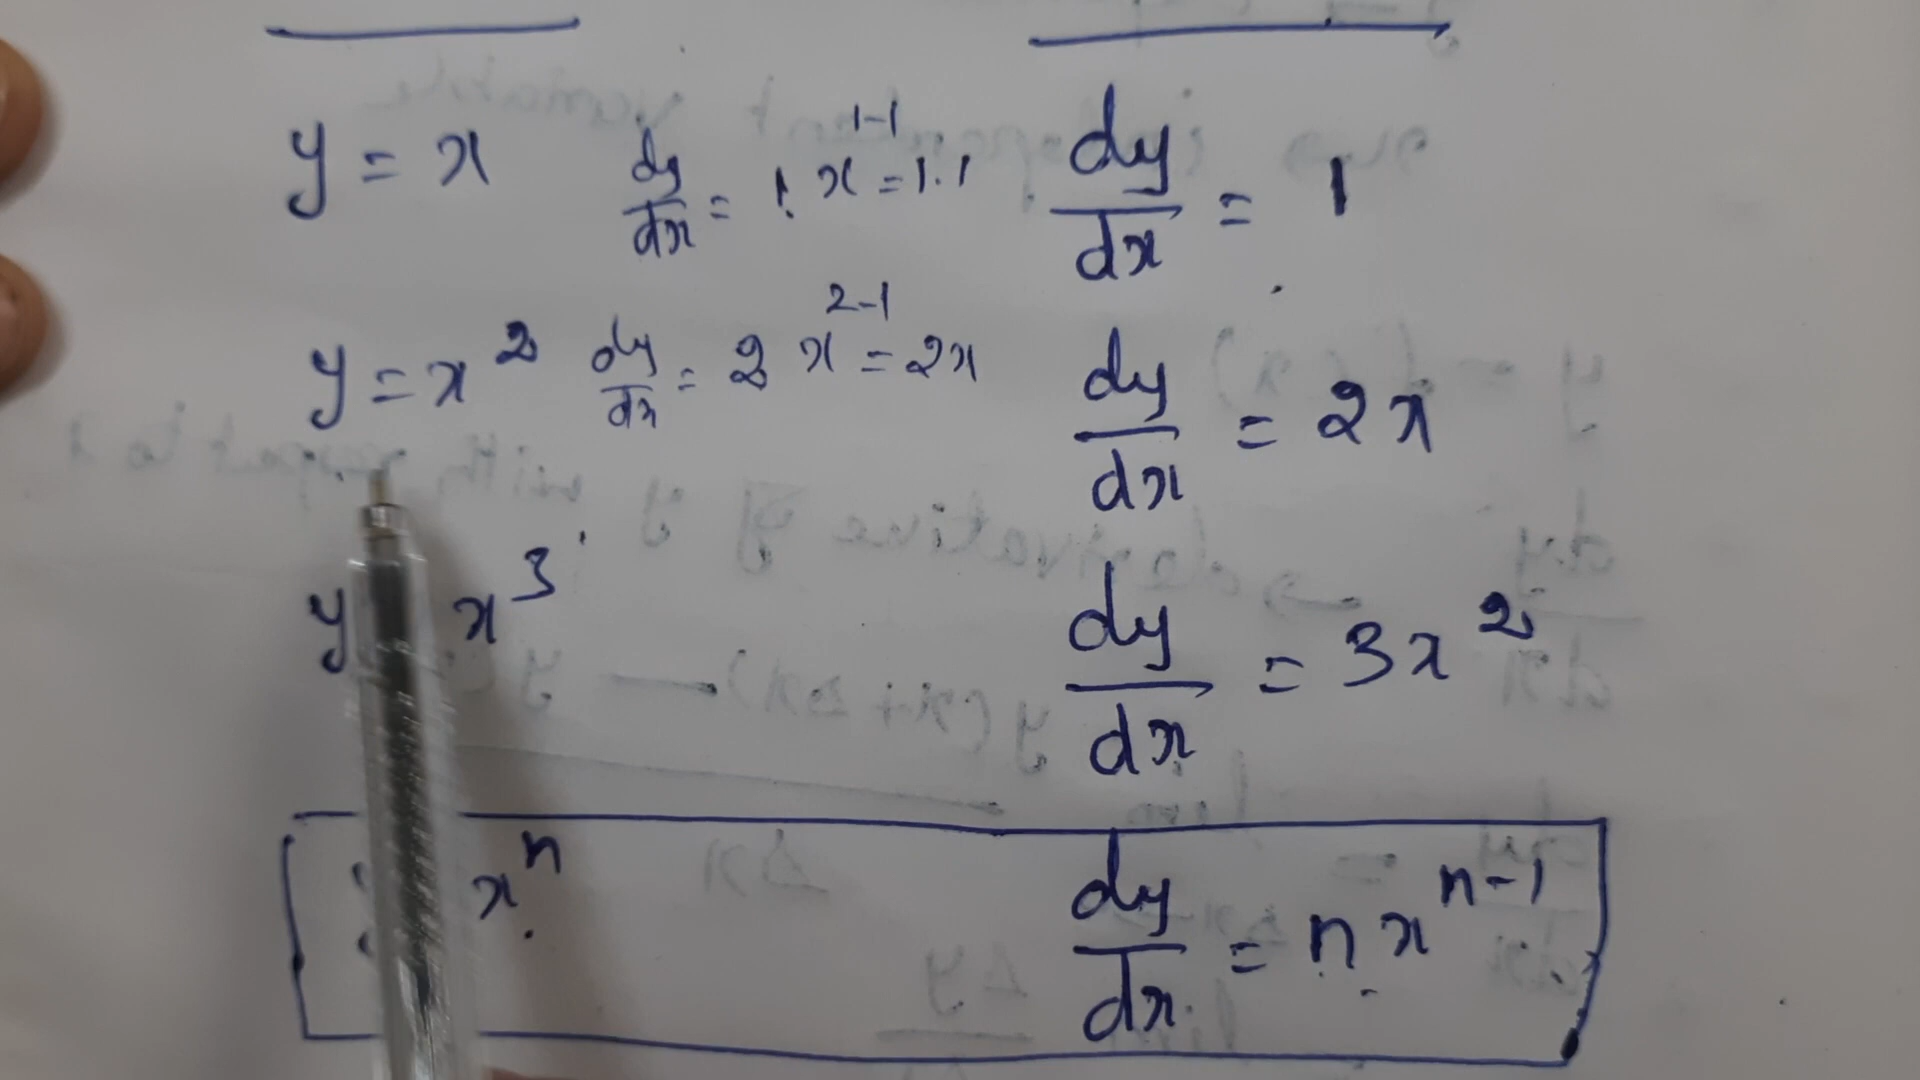 y = x dy/dx = 1. x^{1-1} = 1.1 dy/dx = 1
y = x^2 dy/dx = 2 x^{2-1} = 2x dy/dx = 2x
y x^3 dy/dx = 3x^2
x^n dy/dx = n x^{n-1}